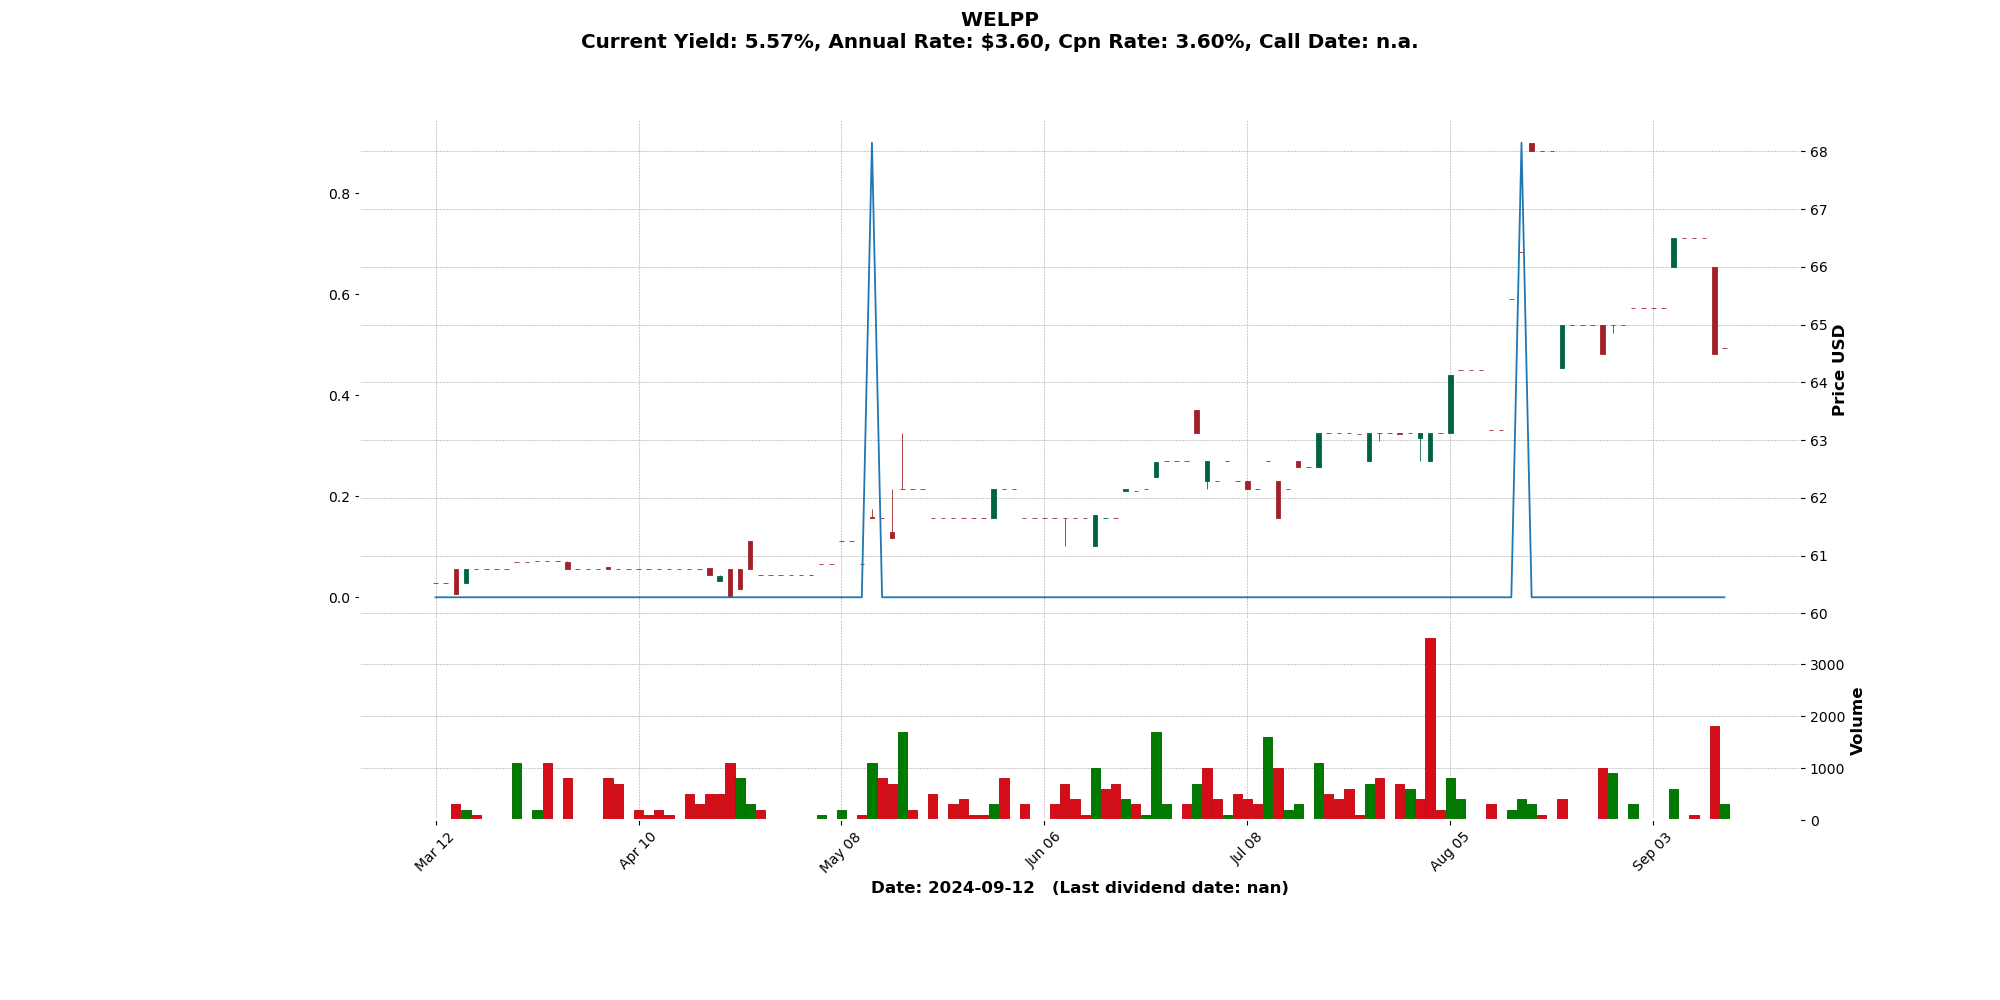 WELPP
Current Yield: 5.57%, Annual Rate: $3.60, Cpn Rate: 3.60%, Call Date: n.a.
0.8
0.6
0.4
0.2
0.0
68
67
66
65
64
63
62
61
60
Price USD
3000
2000
1000
0
Volume
Mar 12
Apr 10
May 08
Jun 06
Jul 08
Aug 05
Sep 03
Date: 2024-09-12   (Last dividend date: nan)